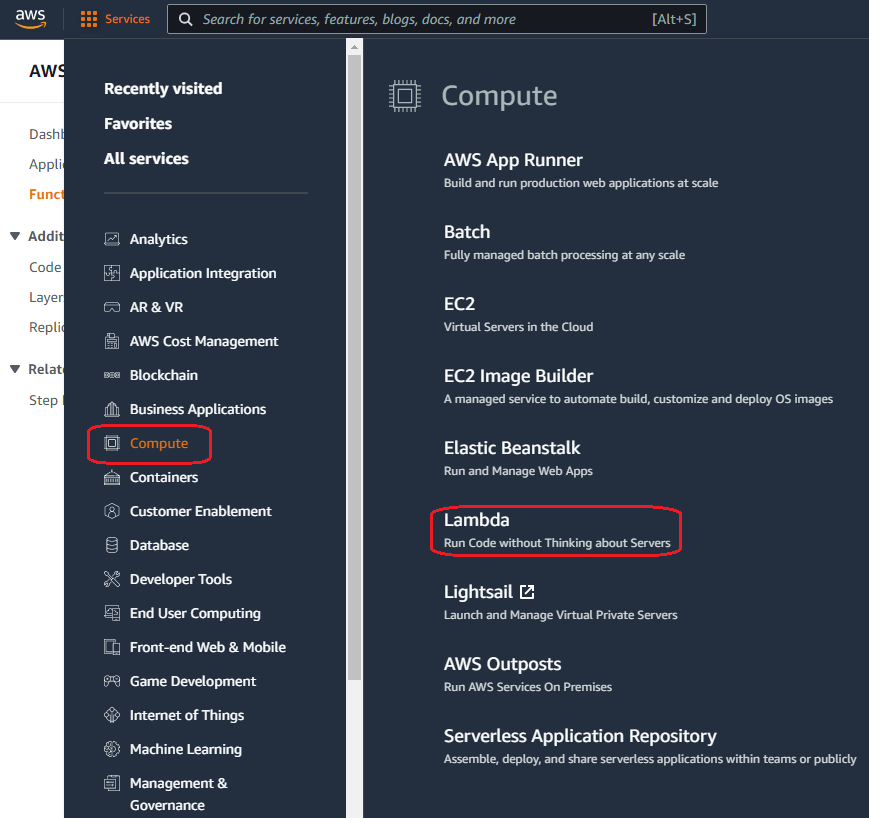 aws
Services
Search for services, features, blogs, docs, and more
[Alt+S]
AWS
Dashb
Applic
Funct
Addit
Code
Layer
Replic
Relate
Step
Recently visited
Favorites
All services
Analytics
Application Integration
AR & VR
AWS Cost Management
Blockchain
Business Applications
Compute
Containers
Customer Enablement
Database
Developer Tools
End User Computing
Front-end Web & Mobile
Game Development
Internet of Things
Machine Learning
Management &
Governance
Compute
AWS App Runner
Build and run production web applications at scale
Batch
Fully managed batch processing at any scale
EC2
Virtual Servers in the Cloud
EC2 Image Builder
A managed service to automate build, customize and deploy OS images
Elastic Beanstalk
Run and Manage Web Apps
Lambda
Run Code without Thinking about Servers
Lightsail
Launch and Manage Virtual Private Servers
AWS Outposts
Run AWS Services On Premises
Serverless Application Repository
Assemble, deploy, and share serverless applications within teams or publicly